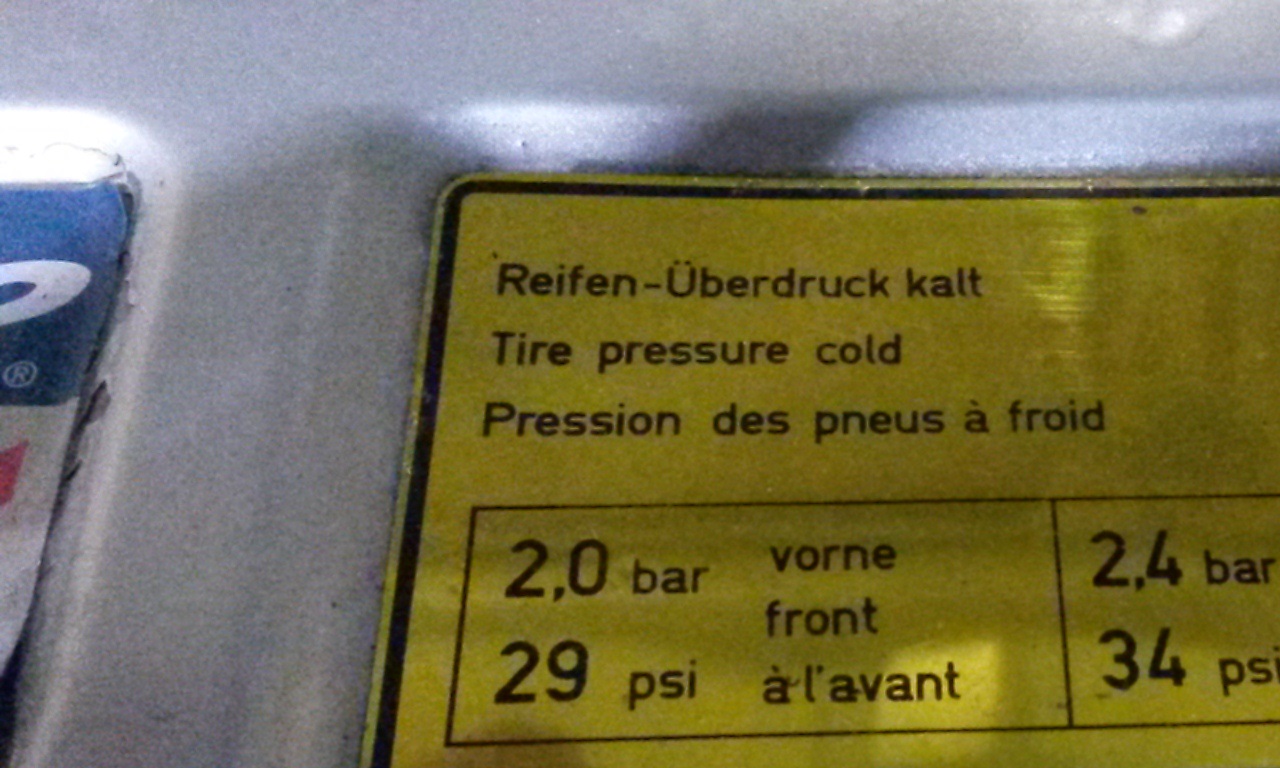 Reifen-Überdruck kalt
Tire pressure cold
Pression des pneus à froid
2,0 bar vorne 2,4 bar
front
29 psi à l'avant 34 psi
®